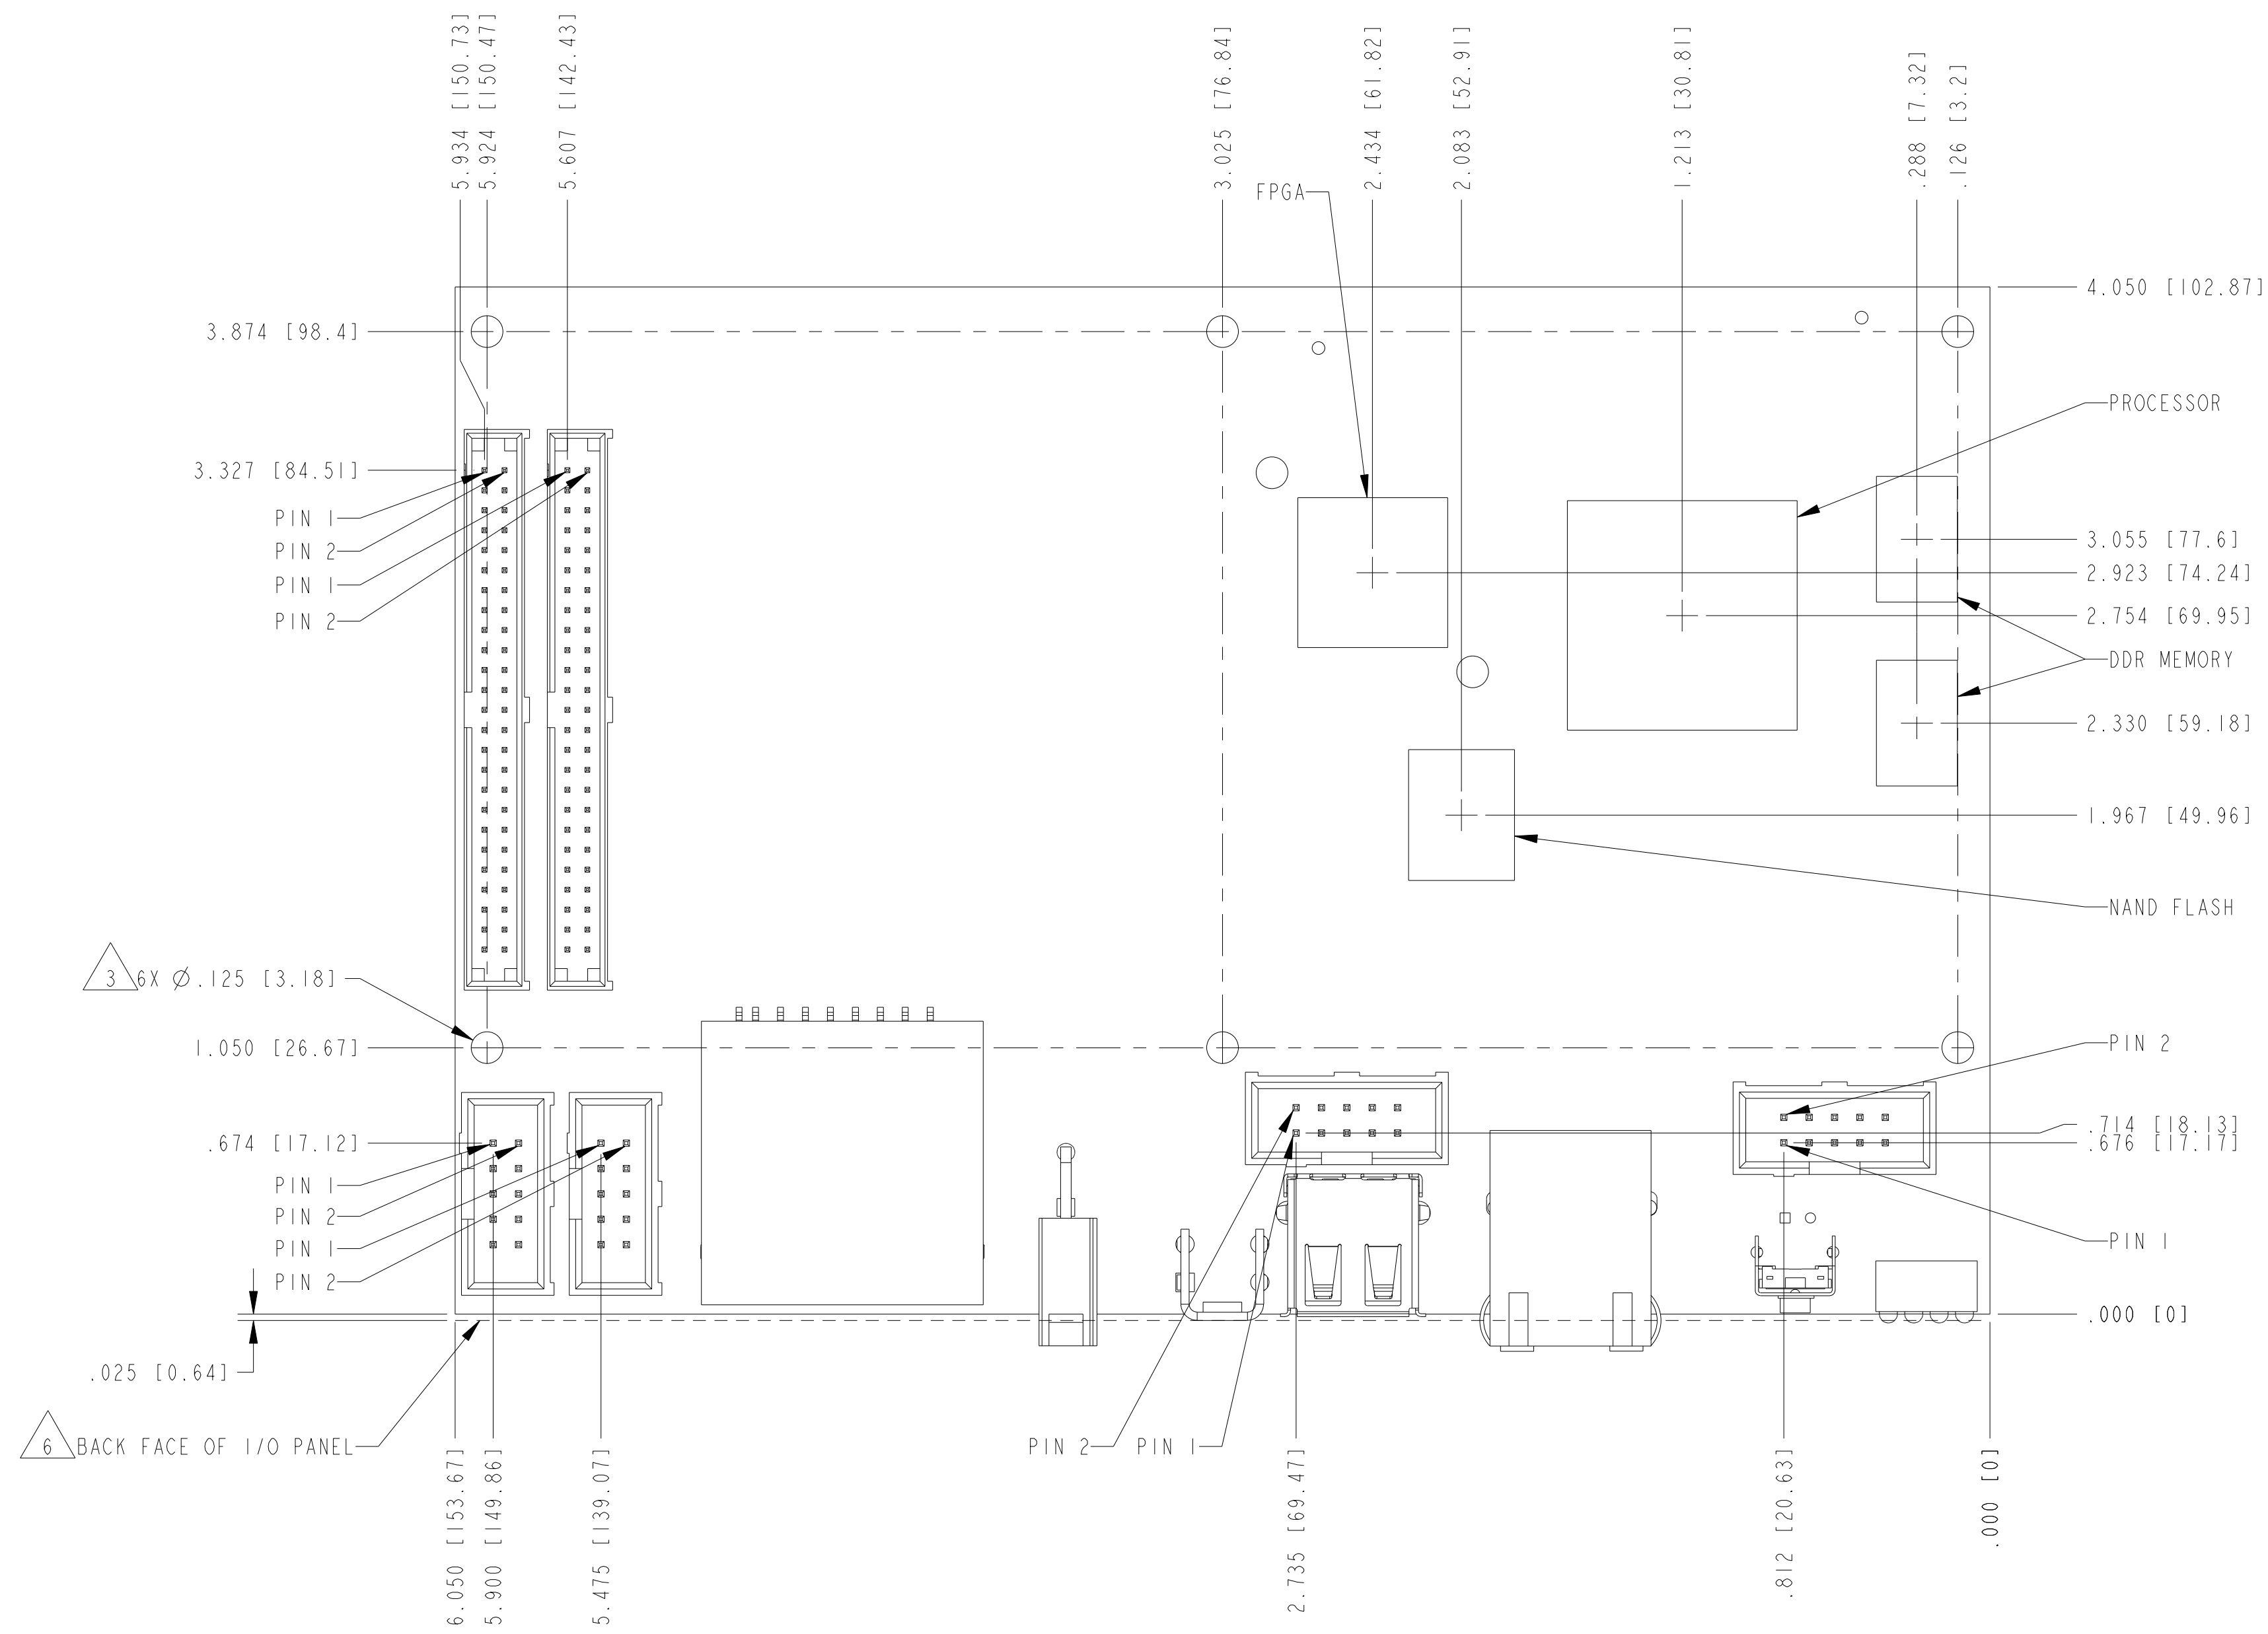 5.934 [150.73]
5.924 [150.47]
5.607 [142.43]
3.025 [76.84]
2.434 [61.82]
2.083 [52.91]
1.213 [30.81]
.288 [7.32]
.126 [3.2]
FPGA
4.050 [102.87]
3.874 [98.4]
PROCESSOR
3.327 [84.51]
PIN 1
PIN 2
PIN 1
PIN 2
3.055 [77.6]
2.923 [74.24]
2.754 [69.95]
DDR MEMORY
2.330 [59.18]
1.967 [49.96]
NAND FLASH
3 6X Ø.125 [3.18]
1.050 [26.67]
PIN 2
.714 [18.13]
.676 [17.17]
.674 [17.12]
PIN 1
PIN 2
PIN 1
PIN 2
PIN 1
.000 [0]
.025 [0.64]
6 BACK FACE OF I/O PANEL
PIN 2 PIN 1
6.050 [153.67]
5.900 [149.86]
5.475 [139.07]
2.735 [69.47]
.812 [20.63]
.000 [0]